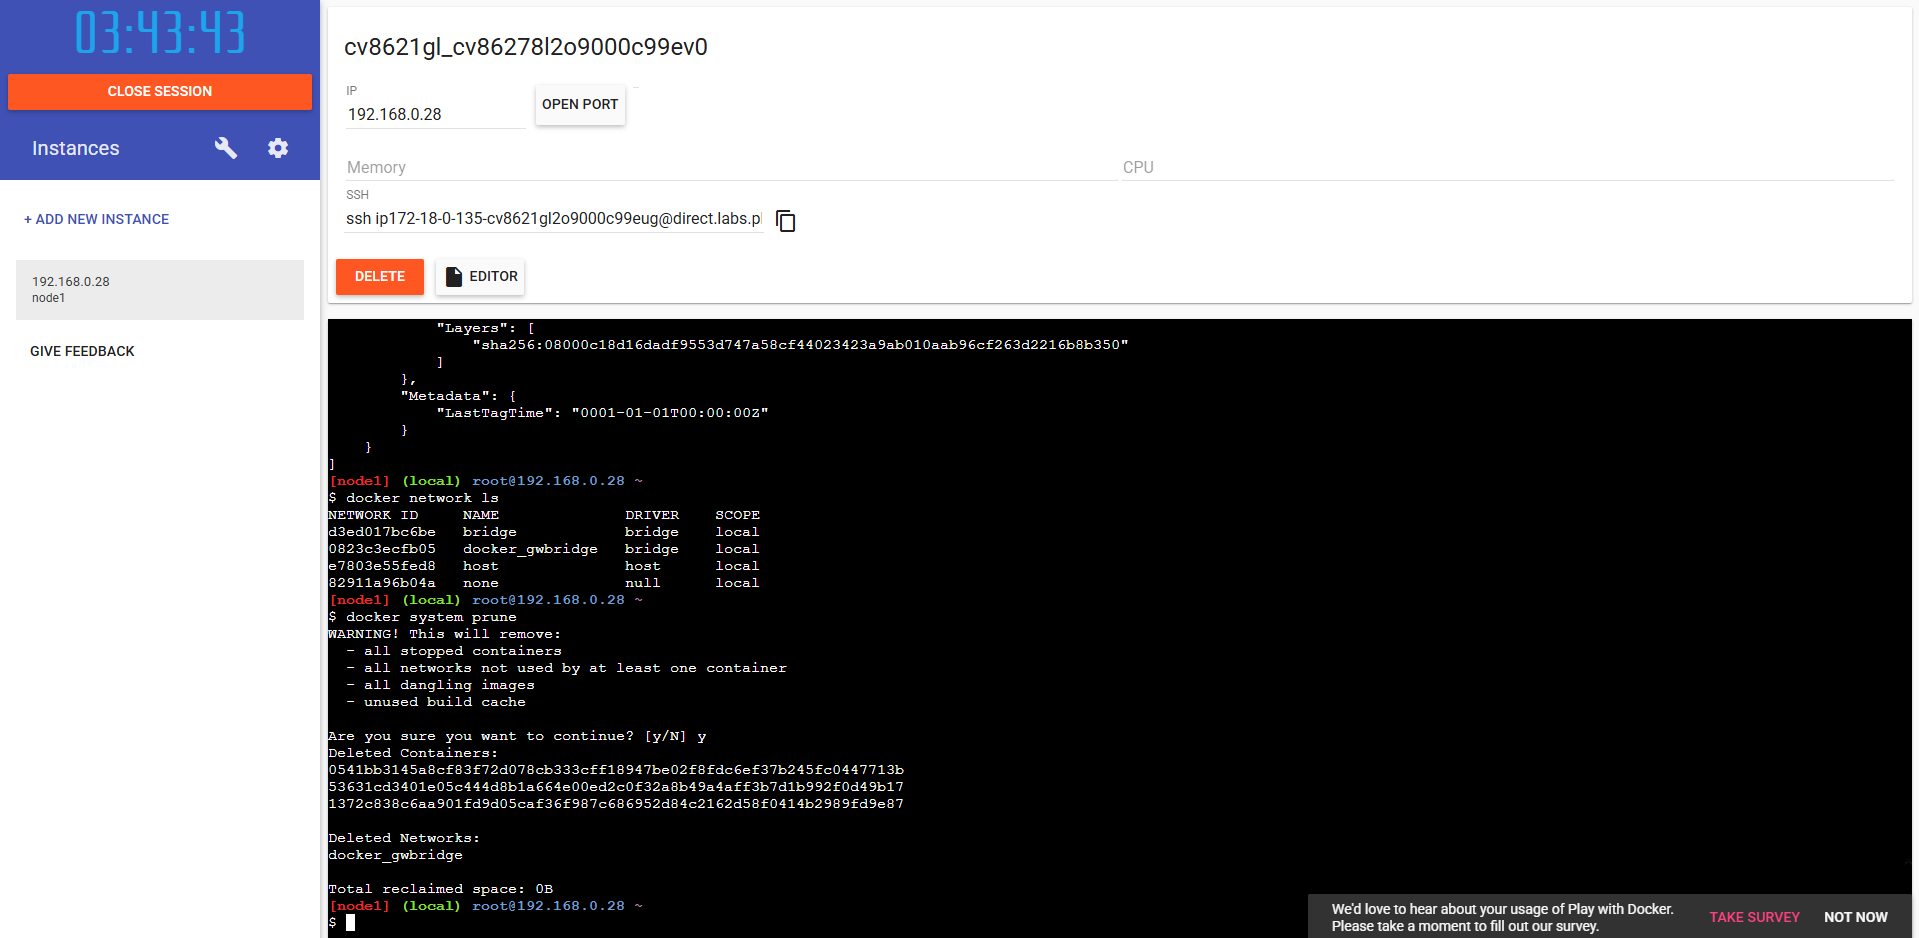 03:43:43
CLOSE SESSION
Instances
+ ADD NEW INSTANCE
192.168.0.28
node1
GIVE FEEDBACK
cv8621gl_cv86278l2o9000c99ev0
IP
192.168.0.28
OPEN PORT
Memory
CPU
SSH
ssh ip172-18-0-135-cv8621gl2o9000c99eug@direct.labs.pl
DELETE
EDITOR
"Layers": [
"sha256:08000c18d16dadf9553d747a58cf44023423a9ab010aab96cf263d2216b8b350"
]
},
"Metadata": {
"LastTagTime": "0001-01-01T00:00:00Z"
}
}
]
[node1] (local) root@192.168.0.28 ~
$ docker network ls
NETWORK ID NAME DRIVER SCOPE
d3ed017bc6be bridge bridge local
0823c3ecfb05 docker_gwbridge bridge local
e7803e55fed8 host host local
82911a96b04a none null local
[node1] (local) root@192.168.0.28 ~
$ docker system prune
WARNING! This will remove:
- all stopped containers
- all networks not used by at least one container
- all dangling images
- unused build cache
Are you sure you want to continue? [y/N] y
Deleted Containers:
0541bb3145a8cf83f72d078cb333cff18947be02f8fdc6ef37b245fc0447713b
53631cd3401e05c444d8b1a664e00ed2c0f32a8b49a4aff3b7d1b992f0d49b17
1372c838c6aa901fd9d05caf36f987c686952d84c2162d58f0414b2989fd9e87
Deleted Networks:
docker_gwbridge
Total reclaimed space: 0B
[node1] (local) root@192.168.0.28 ~
$
We'd love to hear about your usage of Play with Docker.
Please take a moment to fill out our survey.
TAKE SURVEY
NOT NOW